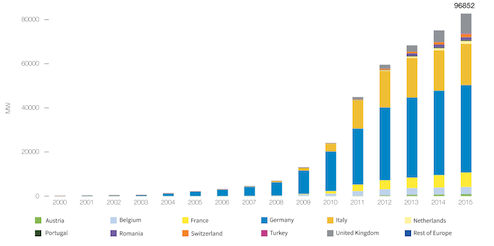 96852
80000
60000
MW
40000
20000
0
2000 2001 2002 2003 2004 2005 2006 2007 2008 2009 2010 2011 2012 2013 2014 2015
Austria Belgium France Germany Italy Netherlands
Portugal Romania Switzerland Turkey United Kingdom Rest of Europe